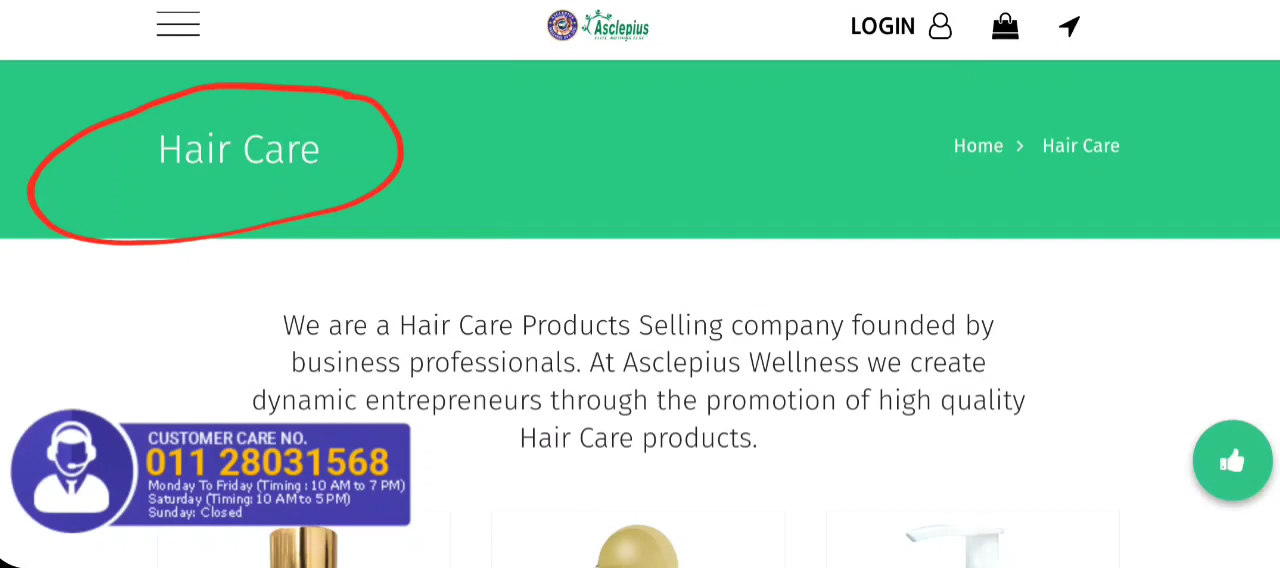 Asclepius
LOGIN
Hair Care
Home > Hair Care
We are a Hair Care Products Selling company founded by
business professionals. At Asclepius Wellness we create
dynamic entrepreneurs through the promotion of high quality
Hair Care products.
CUSTOMER CARE NO.
011 28031568
Monday To Friday (Timing : 10 AM to 7 PM)
Saturday (Timing: 10 AM to 5 PM)
Sunday: Closed